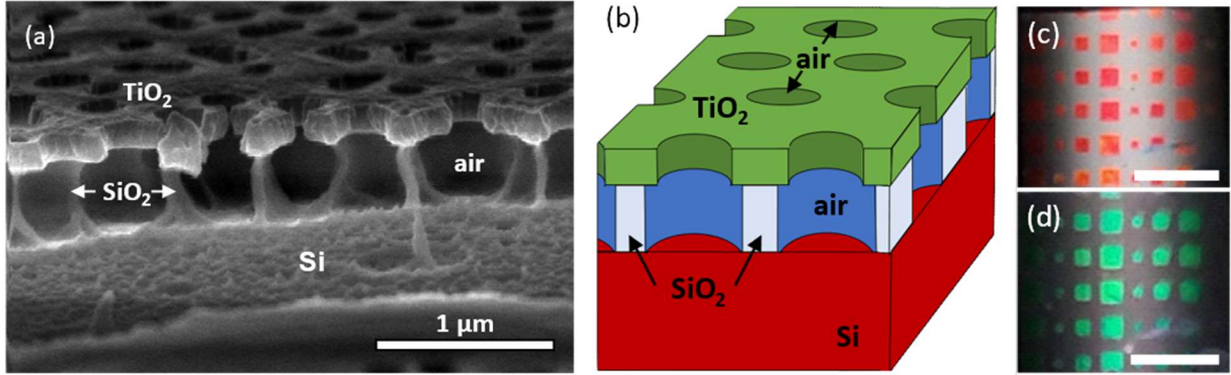 (a)
TiO2
SiO2
air
Si
1 μm
(b)
air
TiO2
air
SiO2
Si
(c)
(d)